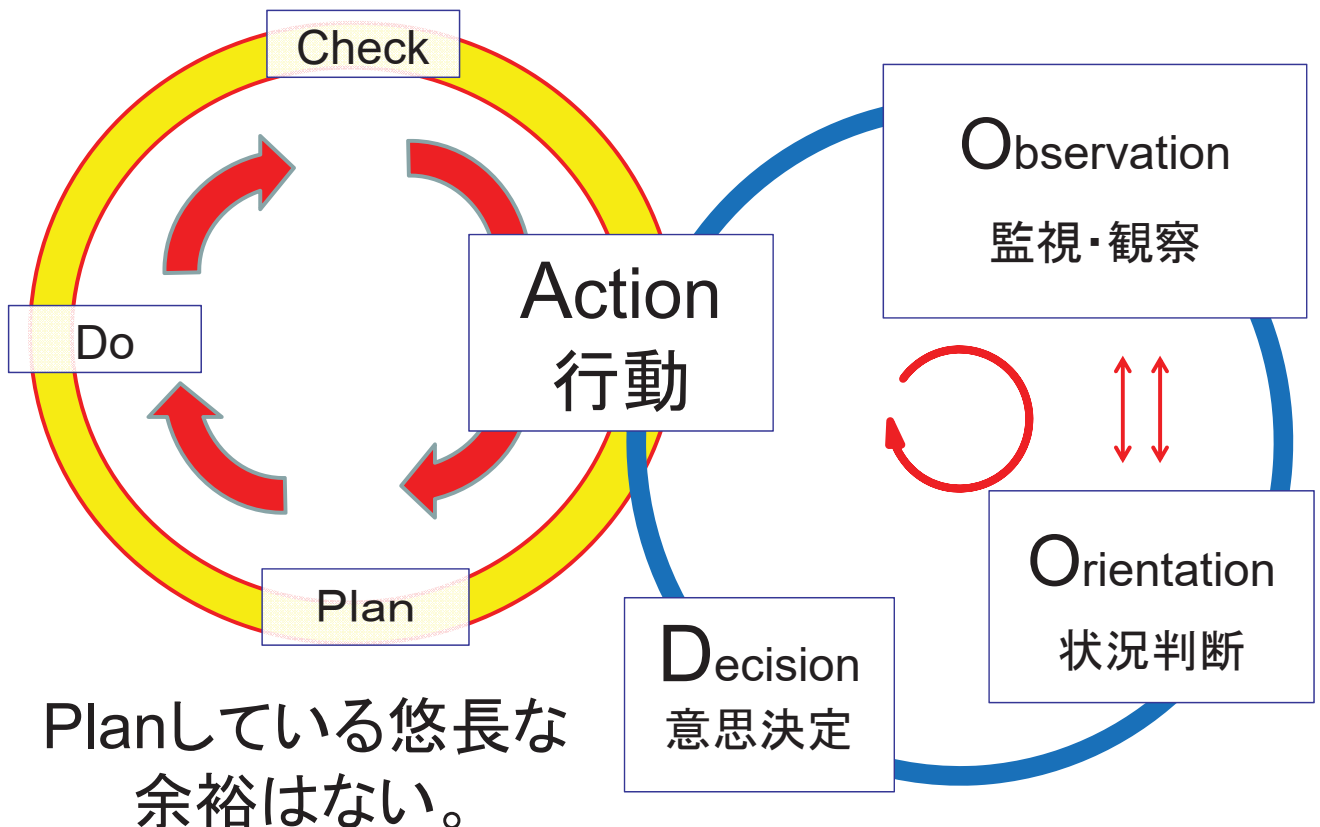 Check
Do
Plan
Action
行動
Observation
監視・観察
Orientation
状況判断
Decision
意思決定
Planしている悠長な
余裕はない。